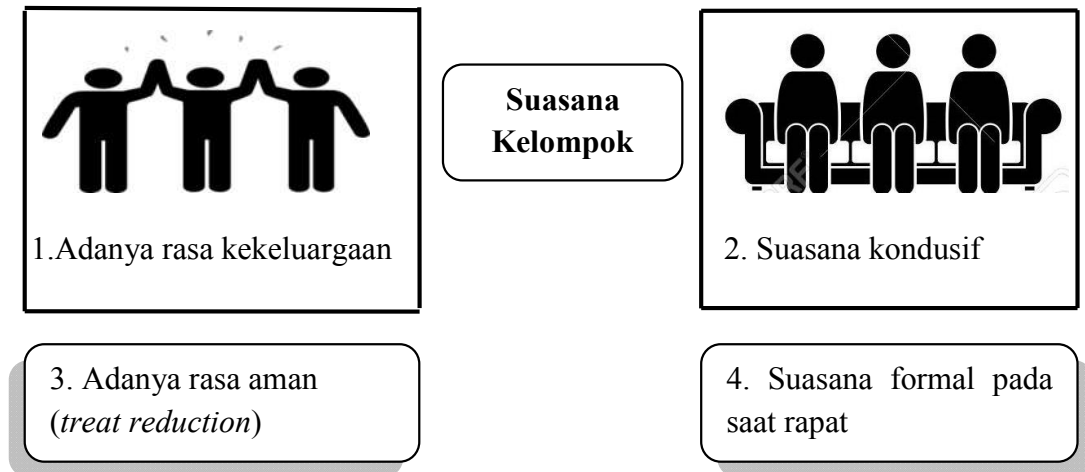 Suasana
Kelompok
1.Adanya rasa kekeluargaan
2. Suasana kondusif
3. Adanya rasa aman
(treat reduction)
4. Suasana formal pada
saat rapat